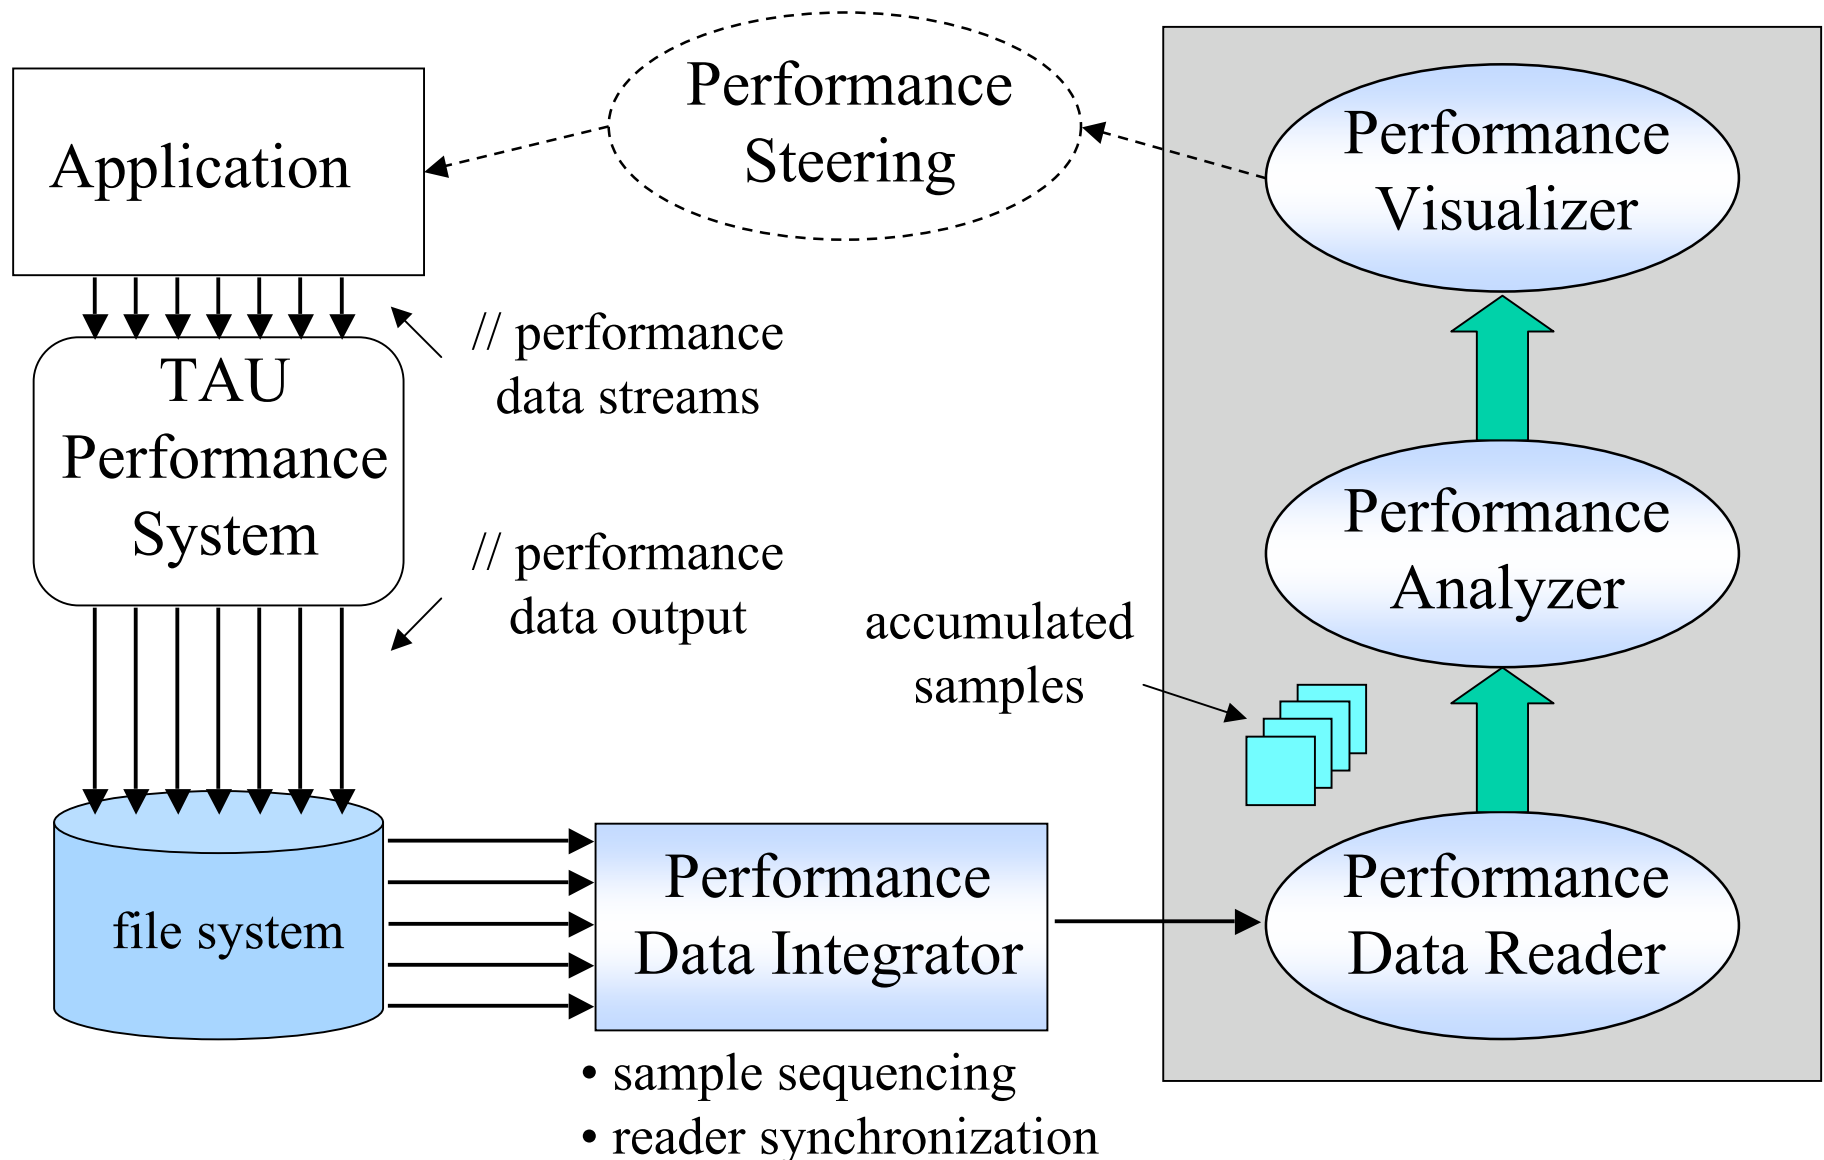 Performance
Steering
Application
Performance
Visualizer
// performance
data streams
TAU
Performance
System
// performance
data output
accumulated
samples
Performance
Analyzer
file system
Performance
Data Integrator
Performance
Data Reader
• sample sequencing
• reader synchronization